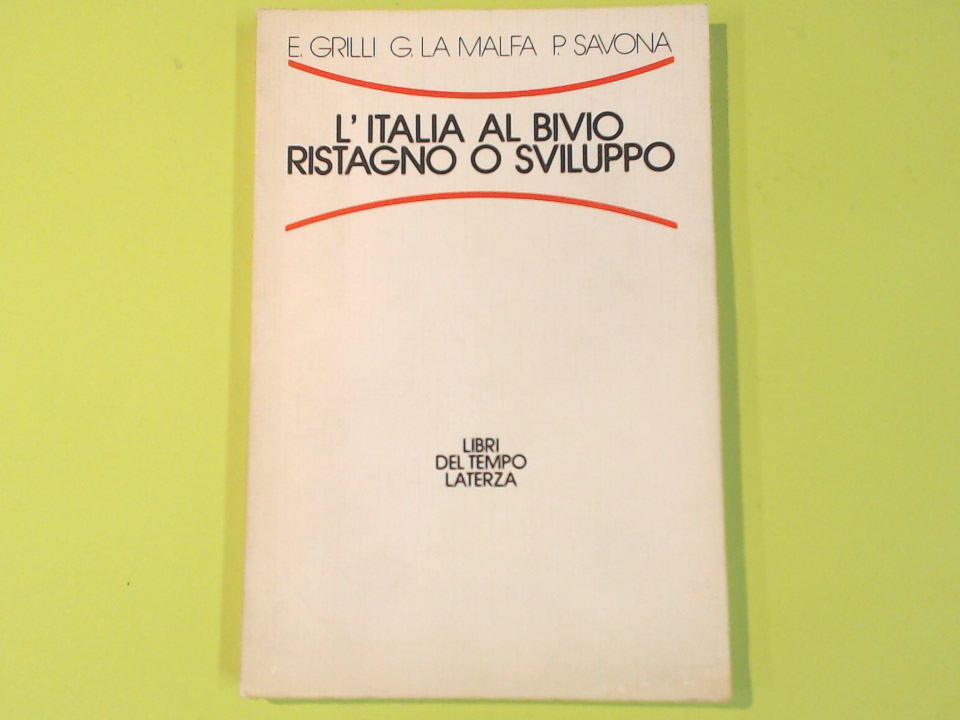 E. GRILLI G. LA MALFA P. SAVONA
L' ITALIA AL BIVIO
RISTAGNO O SVILUPPO
LIBRI
DEL TEMPO
LATERZA